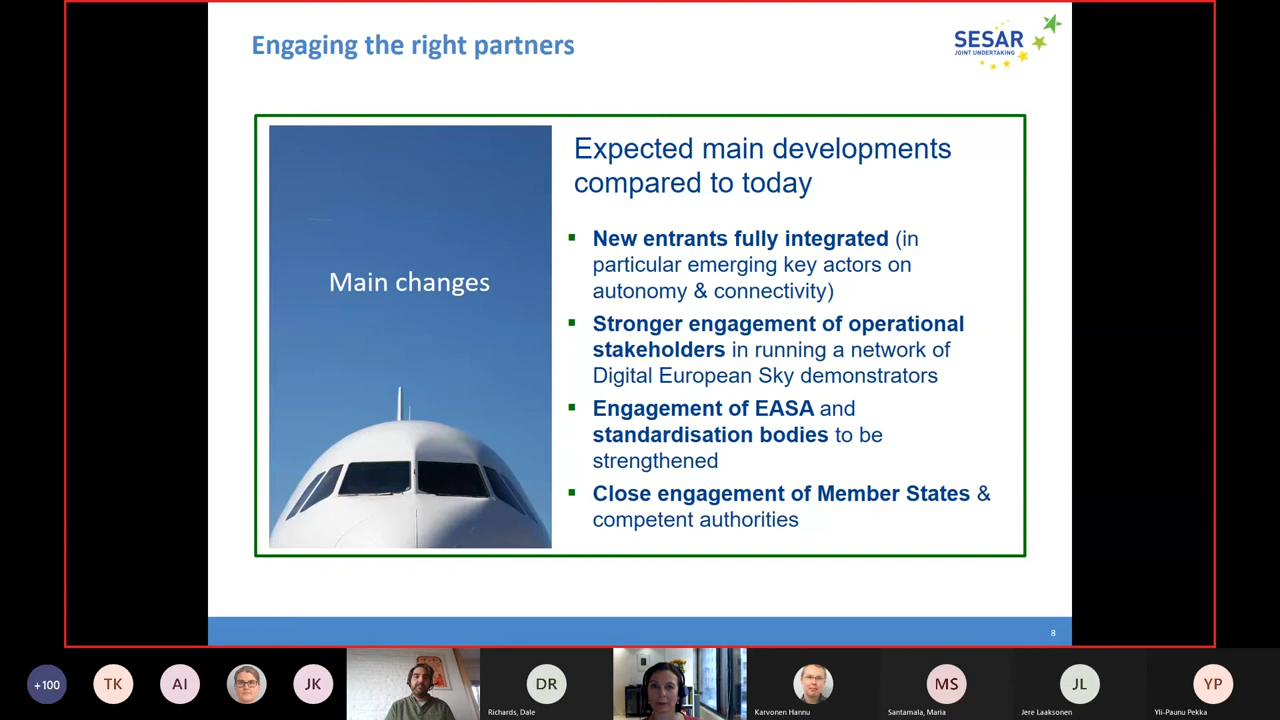 Engaging the right partners
SESAR
JOINT UNDERTAKING
Main changes
Expected main developments
compared to today
New entrants fully integrated (in
particular emerging key actors on
autonomy & connectivity)
Stronger engagement of operational
stakeholders in running a network of
Digital European Sky demonstrators
Engagement of EASA and
standardisation bodies to be
strengthened
Close engagement of Member States &
competent authorities
8
+100
TK
AI
JK
DR
Richards, Dale
Karvonen Hannu
MS
Santamala, Maria
JL
Jere Laaksonen
YP
Yli-Paunu Pekka